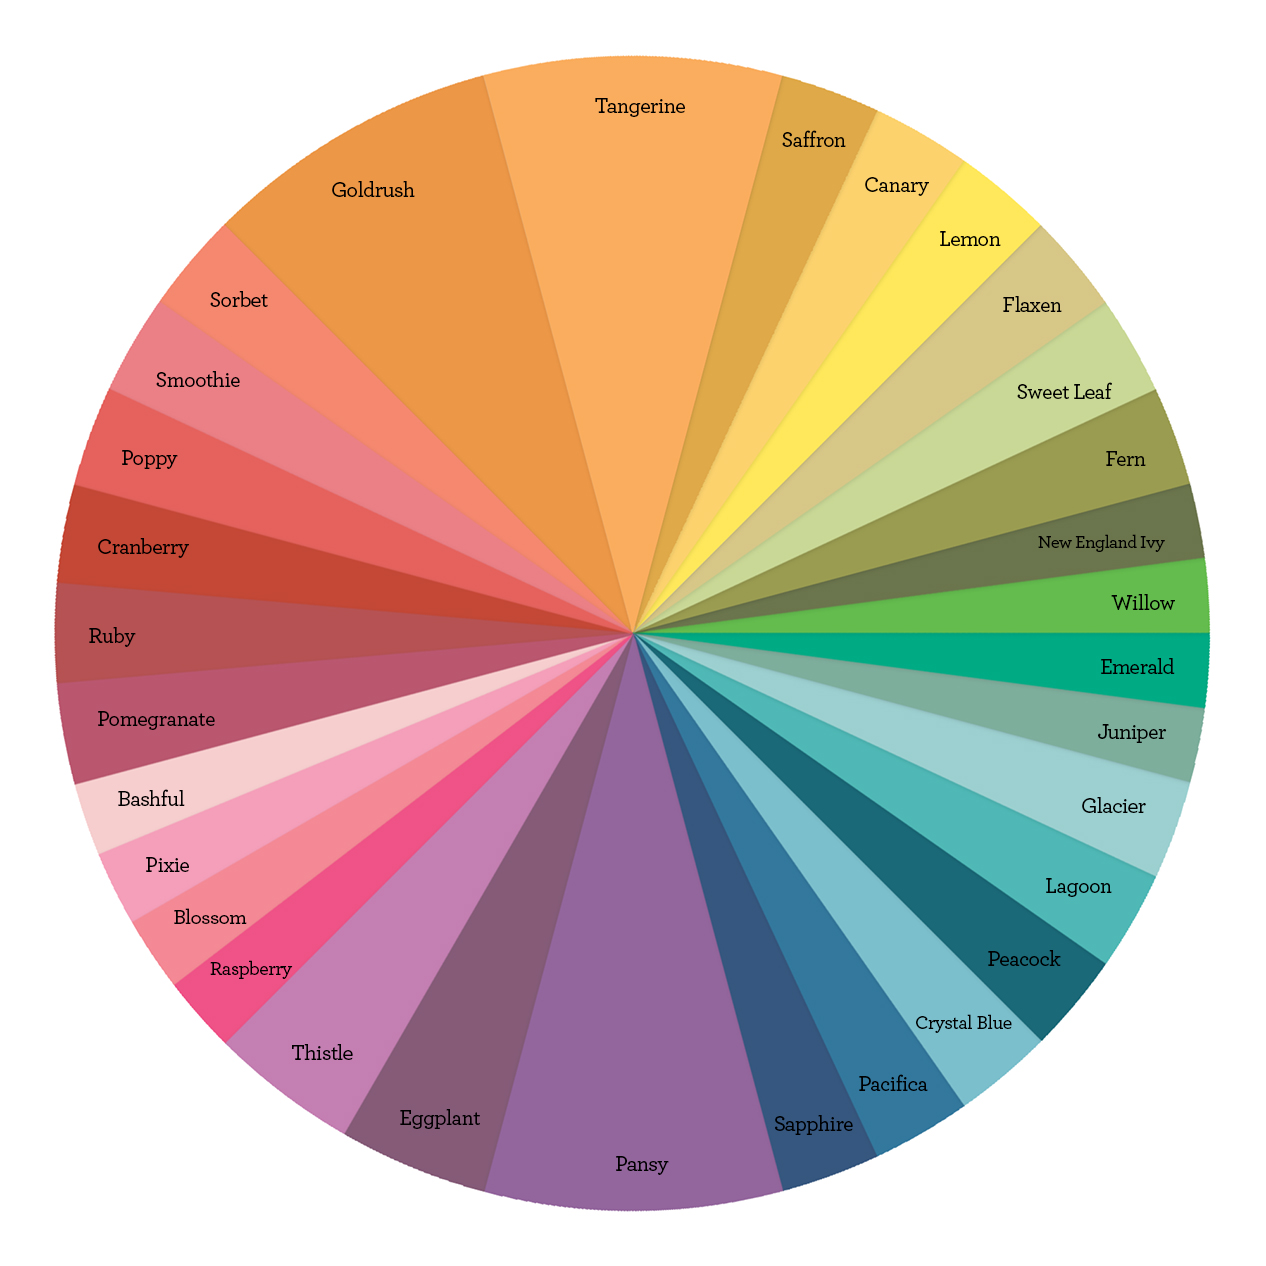 Tangerine
Saffron
Canary
Lemon
Flaxen
Sweet Leaf
Fern
New England Ivy
Willow
Emerald
Juniper
Glacier
Lagoon
Peacock
Crystal Blue
Pacifica
Sapphire
Pansy
Eggplant
Thistle
Raspberry
Blossom
Pixie
Bashful
Pomegranate
Ruby
Cranberry
Poppy
Smoothie
Sorbet
Goldrush